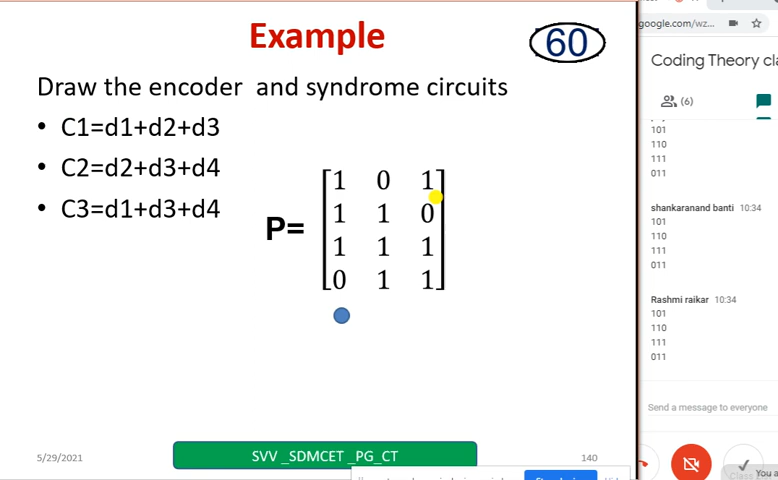 Example
60
Draw the encoder and syndrome circuits
• C1=d1+d2+d3
• C2=d2+d3+d4
• C3=d1+d3+d4
P=
1 0 1
1 1 0
1 1 1
0 1 1
5/29/2021
SVV _SDMCET _PG_CT
140
google.com/wz...
Coding Theory cla
(6)
101
110
111
011
shankaranand banti 10:34
101
110
111
011
Rashmi raikar 10:34
101
110
111
011
Send a message to everyone
You a